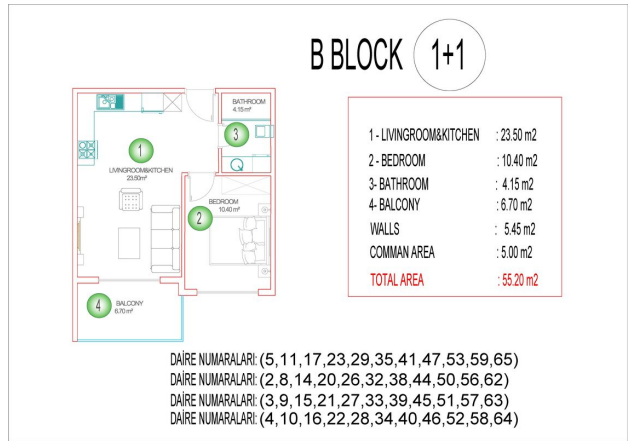 B BLOCK 1+1
1 - LIVINGROOM&KITCHEN : 23.50 m2
2 - BEDROOM : 10.40 m2
3- BATHROOM : 4.15 m2
4- BALCONY : 6.70 m2
WALLS : 5.45 m2
COMMAN AREA : 5.00 m2
TOTAL AREA : 55.20 m2
BATHROOM
4.15 m²
3
1
LIVINGROOM&KITCHEN
23.50m²
2
BEDROOM
10.40 m²
4
BALCONY
6.70 m²
DAİRE NUMARALARI: (5,11,17,23,29,35,41,47,53,59,65)
DAİRE NUMARALARI: (2,8,14,20,26,32,38,44,50,56,62)
DAİRE NUMARALARI: (3,9,15,21,27,33,39,45,51,57,63)
DAİRE NUMARALARI: (4,10,16,22,28,34,40,46,52,58,64)